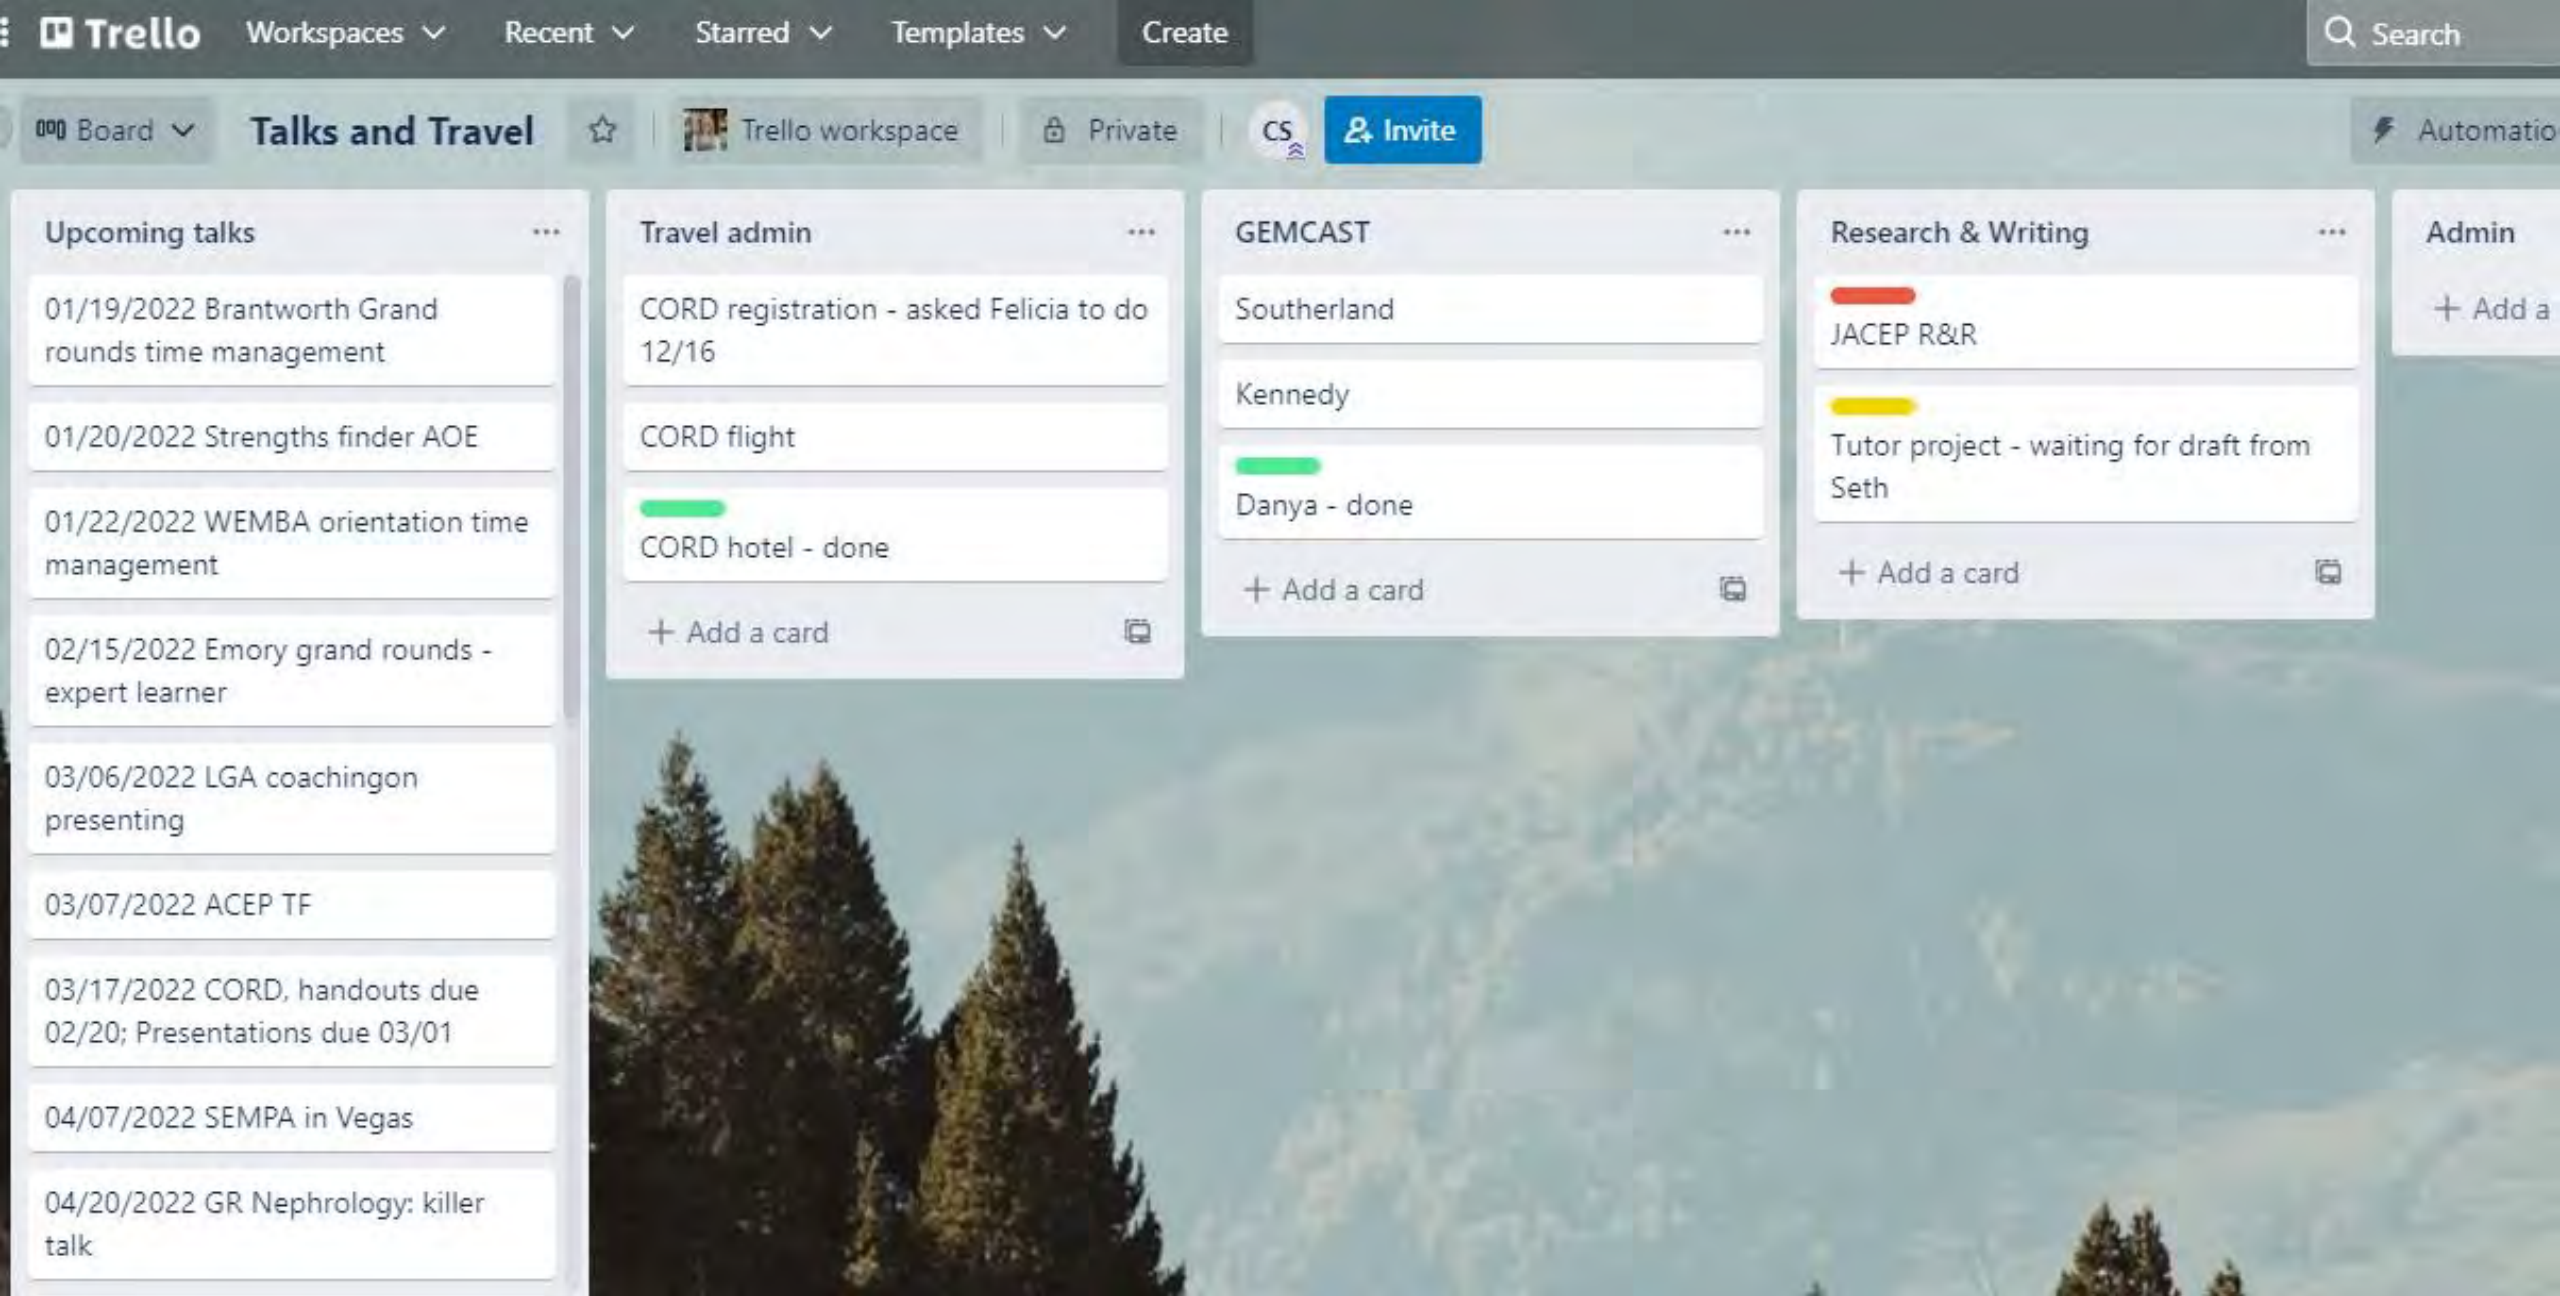 Trello Workspaces Recent Starred Templates Create Search
Board Talks and Travel Trello workspace Private CS Invite Automatio
Upcoming talks
01/19/2022 Brantworth Grand
rounds time management
01/20/2022 Strengths finder AOE
01/22/2022 WEMBA orientation time
management
02/15/2022 Emory grand rounds -
expert learner
03/06/2022 LGA coachingon
presenting
03/07/2022 ACEP TF
03/17/2022 CORD, handouts due
02/20; Presentations due 03/01
04/07/2022 SEMPA in Vegas
04/20/2022 GR Nephrology: killer
talk
Travel admin
CORD registration - asked Felicia to do
12/16
CORD flight
CORD hotel - done
+ Add a card
GEMCAST
Southerland
Kennedy
Danya - done
+ Add a card
Research & Writing
JACEP R&R
Tutor project - waiting for draft from
Seth
+ Add a card
Admin
+ Add a